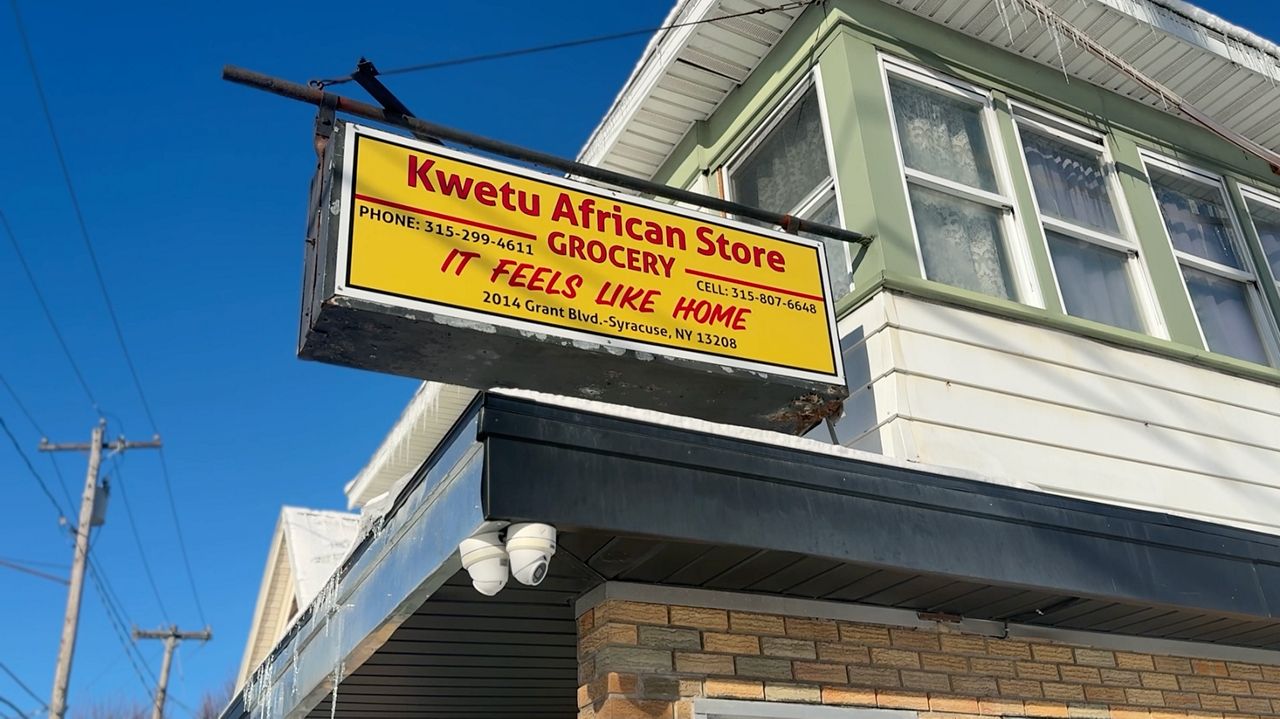 Kwetu African Store
PHONE: 315-299-4611
GROCERY
CELL: 315-807-6648
IT FEELS LIKE HOME
2014 Grant Blvd.-Syracuse, NY 13208